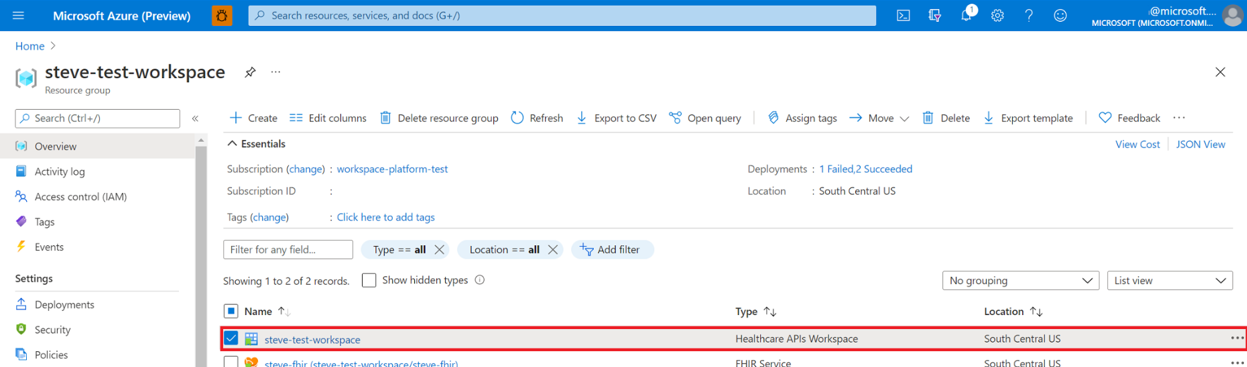 Microsoft Azure (Preview) Search resources, services, and docs (G+/) 1 @microsoft....
MICROSOFT (MICROSOFT.ONMI...
Home >
steve-test-workspace ...
Resource group
Search (Ctrl+/) «
Create Edit columns Delete resource group Refresh Export to CSV Open query Assign tags Move Delete Export template Feedback ...
Overview
Activity log
Access control (IAM)
Tags
Events
Settings
Deployments
Security
Policies
Essentials View Cost JSON View
Subscription (change) : workspace-platform-test Deployments : 1 Failed,2 Succeeded
Subscription ID : Location : South Central US
Tags (change) : Click here to add tags
Filter for any field... Type == all Location == all Add filter
Showing 1 to 2 of 2 records. Show hidden types No grouping List view
Name Type Location
steve-test-workspace Healthcare APIs Workspace South Central US ...
steve-fhir (steve-test-workspace/steve-fhir) FHIR Service South Central US ...